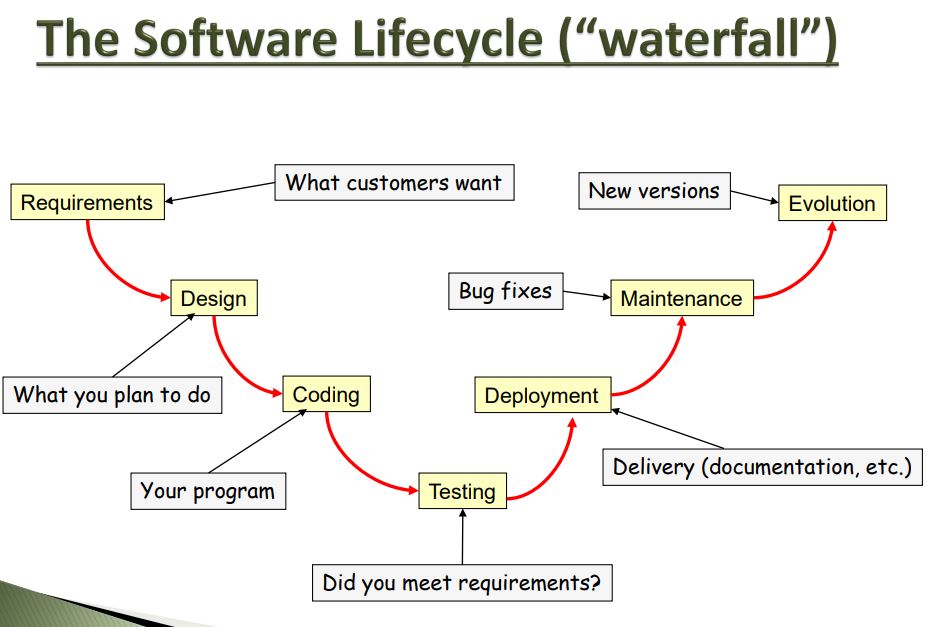 The Software Lifecycle (“waterfall”)
What customers want
New versions
Requirements
Evolution
Bug fixes
Design
Maintenance
What you plan to do
Coding
Deployment
Delivery (documentation, etc.)
Your program
Testing
Did you meet requirements?